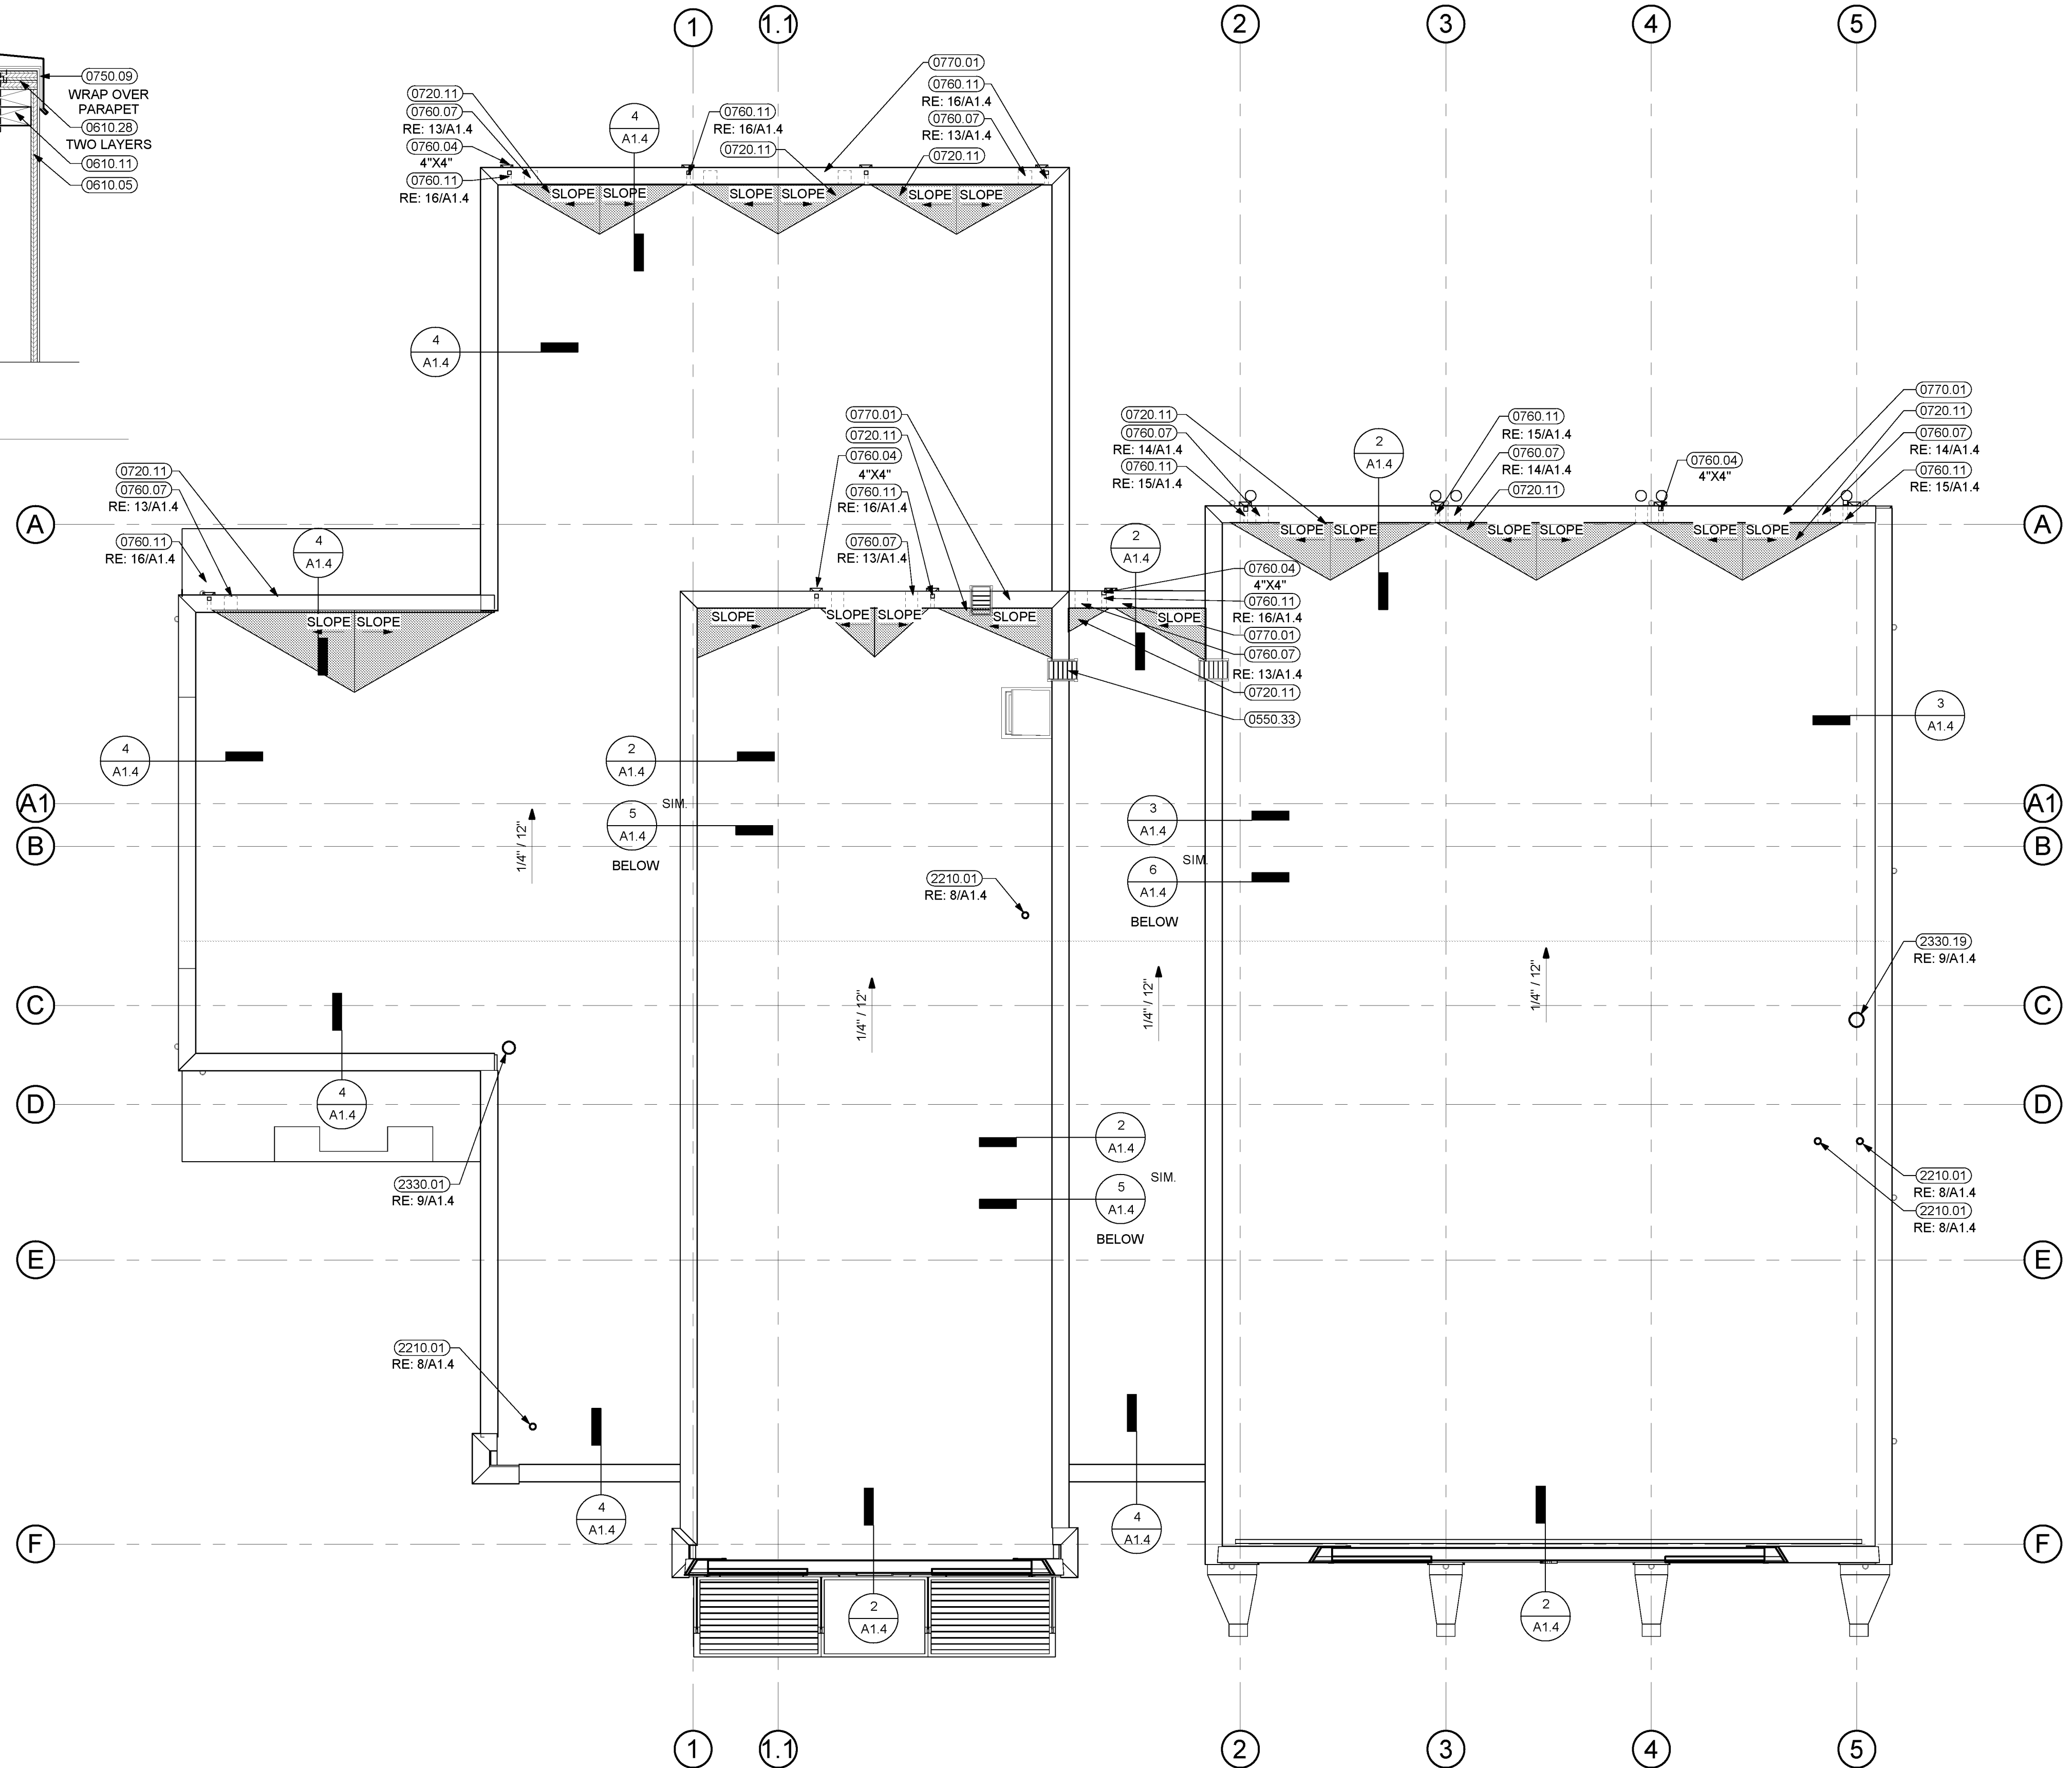 1
1.1
2
3
4
5
0750.09
WRAP OVER
PARAPET
0610.28
TWO LAYERS
0610.11
0610.05
0720.11
0760.07
RE: 13/A1.4
0760.04
4"X4"
0760.11
RE: 16/A1.4
4
A1.4
0760.11
RE: 16/A1.4
0720.11
0770.01
0760.11
RE: 16/A1.4
0760.07
RE: 13/A1.4
0720.11
SLOPE
SLOPE
SLOPE
SLOPE
SLOPE
SLOPE
4
A1.4
0770.01
0720.11
0760.04
4"X4"
0760.11
RE: 16/A1.4
0760.07
RE: 13/A1.4
0720.11
0760.07
RE: 14/A1.4
0760.11
RE: 15/A1.4
2
A1.4
0760.11
RE: 15/A1.4
0760.07
RE: 14/A1.4
0720.11
0760.04
4"X4"
0770.01
0720.11
0760.07
RE: 14/A1.4
0760.11
RE: 15/A1.4
0720.11
0760.07
RE: 13/A1.4
A
A
0760.11
RE: 16/A1.4
4
A1.4
2
A1.4
SLOPE
SLOPE
SLOPE
SLOPE
SLOPE
SLOPE
0760.04
4"X4"
0760.11
RE: 16/A1.4
0770.01
0760.07
RE: 13/A1.4
0720.11
0550.33
SLOPE
SLOPE
SLOPE
SLOPE
SLOPE
SLOPE
SLOPE
3
A1.4
4
A1.4
2
A1.4
A1
A1
SIM.
5
A1.4
BELOW
3
A1.4
B
B
1/4" / 12"
SIM.
6
A1.4
BELOW
2210.01
RE: 8/A1.4
2330.19
RE: 9/A1.4
1/4" / 12"
1/4" / 12"
1/4" / 12"
C
C
4
A1.4
D
D
2
A1.4
SIM.
5
A1.4
BELOW
2330.01
RE: 9/A1.4
2210.01
RE: 8/A1.4
2210.01
RE: 8/A1.4
E
E
2210.01
RE: 8/A1.4
4
A1.4
4
A1.4
F
F
2
A1.4
2
A1.4
1
1.1
2
3
4
5